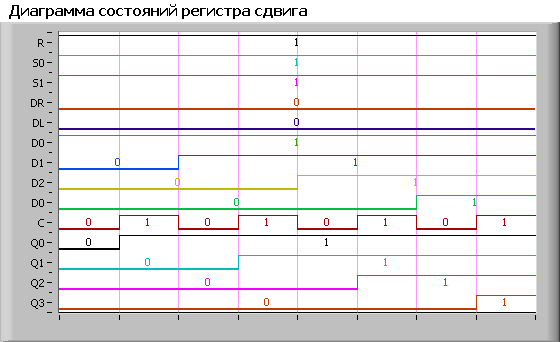 Диаграмма состояний регистра сдвига
R 1
S0 1
S1 1
DR 0
DL 0
D0 1
D1 0 1
D2 0 1
D0 0 1
C 0 1 0 1 0 1 0 1
Q0 0 1
Q1 0 1
Q2 0 1
Q3 0 1